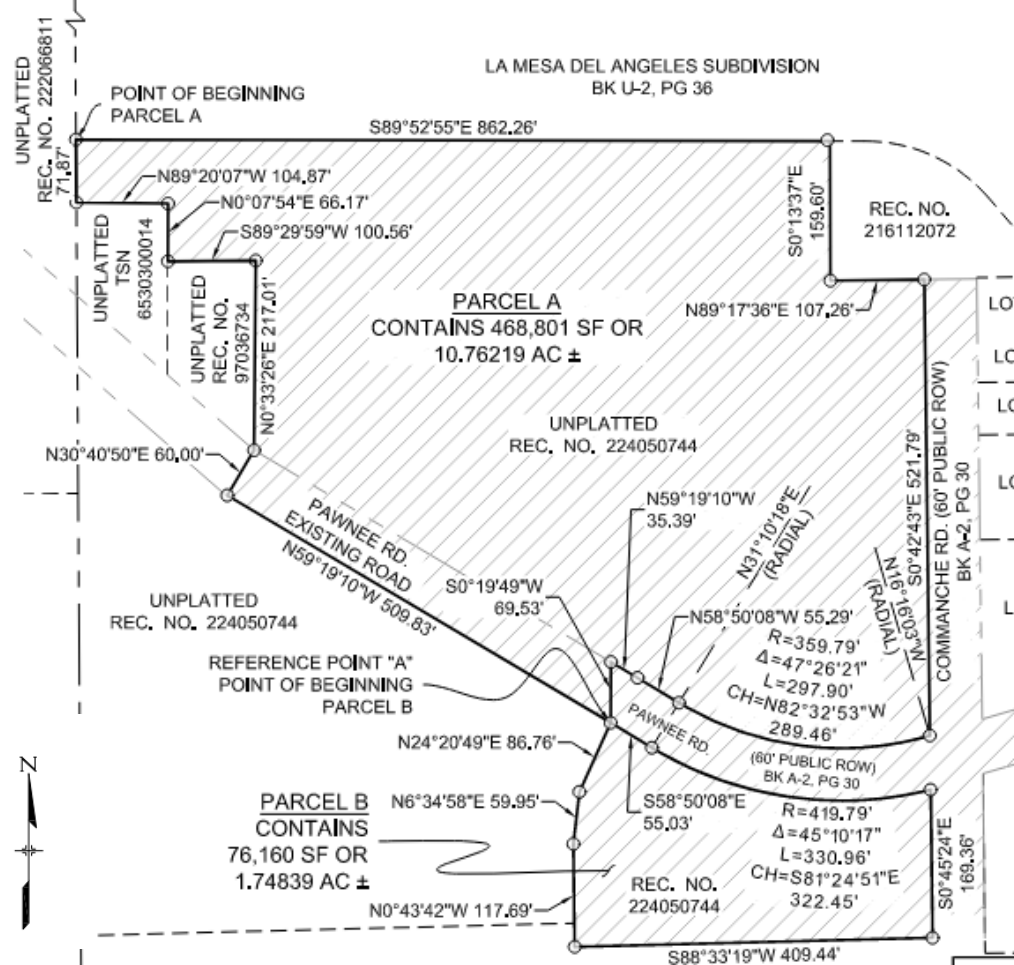 LA MESA DEL ANGELES SUBDIVISION
BK U-2, PG 36
UNPLATTED
REC. NO. 222066811
71.87'
POINT OF BEGINNING
PARCEL A
S89°52'55"E 862.26'
N89°20'07"W 104.87'
N0°07'54"E 66.17'
S89°29'59"W 100.56'
S0°13'37"E
159.60'
REC. NO.
216112072
UNPLATTED
TSN
6530300014
UNPLATTED
REC. NO.
97036734
N0°33'26"E 217.01'
PARCEL A
CONTAINS 468,801 SF OR
10.76219 AC ±
N89°17'36"E 107.26'
UNPLATTED
REC. NO. 224050744
N30°40'50"E 60.00'
PAWNEE RD.
EXISTING ROAD
N59°19'10"W 509.83'
N59°19'10"W
35.39'
N31°10'18"E
(RADIAL)
S0°42'43"E 521.79'
COMMANCHE RD. (60' PUBLIC ROW)
BK A-2, PG 30
N16°16'03"W
(RADIAL)
S0°19'49"W
69.53'
UNPLATTED
REC. NO. 224050744
N58°50'08"W 55.29'
R=359.79'
Δ=47°26'21"
L=297.90'
CH=N82°32'53"W
289.46'
REFERENCE POINT "A"
POINT OF BEGINNING
PARCEL B
PAWNEE RD.
(60' PUBLIC ROW)
BK A-2, PG 30
N24°20'49"E 86.76'
N6°34'58"E 59.95'
S58°50'08"E
55.03'
R=419.79'
Δ=45°10'17"
L=330.96'
CH=S81°24'51"E
322.45'
PARCEL B
CONTAINS
76,160 SF OR
1.74839 AC ±
S0°45'24"E
169.36'
REC. NO.
224050744
N0°43'42"W 117.69'
S88°33'19"W 409.44'
N
LO
LO
LO
L